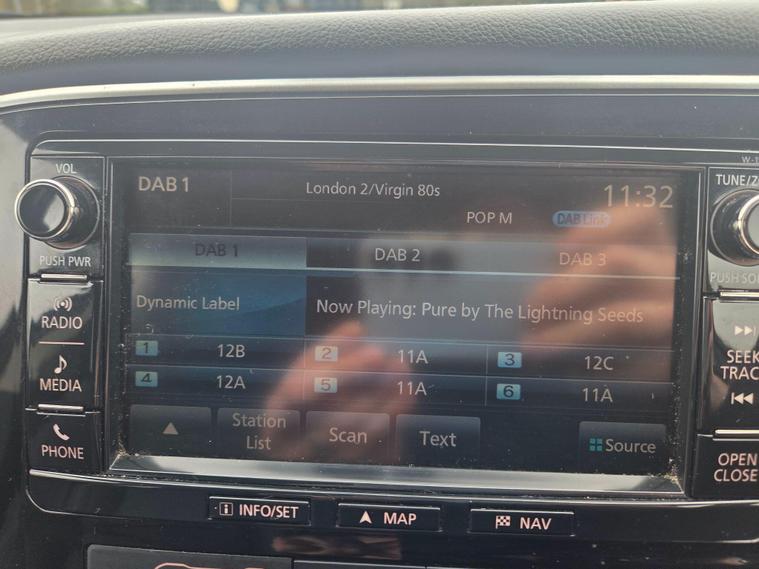 W-1
VOL
TUNE/Z
DAB1
London 2/Virgin 80s
11:32
POP M
DAB Link
PUSH PWR
PUSH SO
DAB 1
DAB 2
DAB 3
RADIO
Dynamic Label
Now Playing: Pure by The Lightning Seeds
1 12B
2 11A
3 12C
SEEK
TRAC
MEDIA
4 12A
5 11A
6 11A
PHONE
Station
List
Scan
Text
Source
OPEN
CLOSE
INFO/SET
MAP
NAV